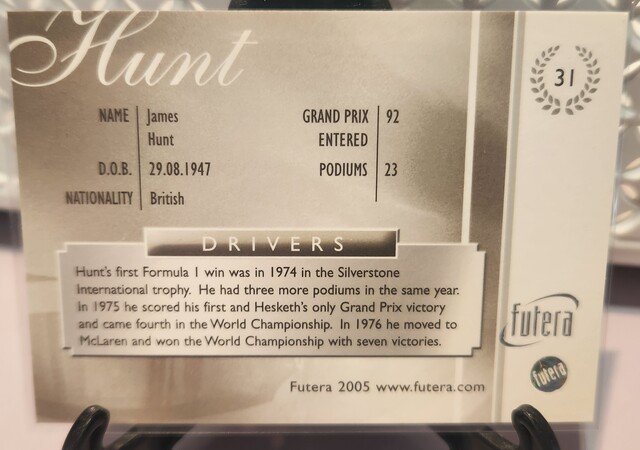 Hunt
31
NAME James Hunt
D.O.B. 29.08.1947
NATIONALITY British
GRAND PRIX ENTERED 92
PODIUMS 23
DRIVERS
Hunt's first Formula 1 win was in 1974 in the Silverstone
International trophy. He had three more podiums in the same year.
In 1975 he scored his first and Hesketh's only Grand Prix victory
and came fourth in the World Championship. In 1976 he moved to
McLaren and won the World Championship with seven victories.
futera
futera
Futera 2005 www.futera.com